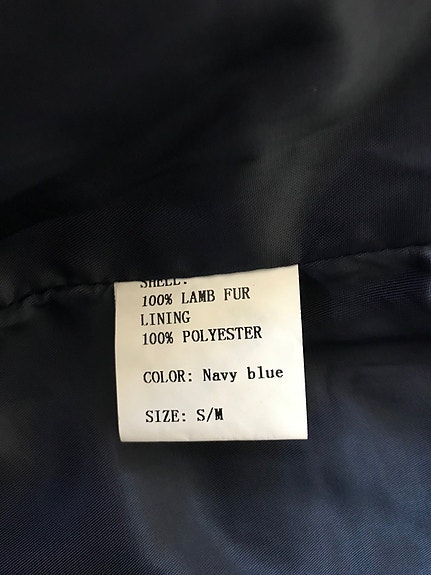 SHELL:
100% LAMB FUR
LINING
100% POLYESTER
COLOR: Navy blue
SIZE: S/M